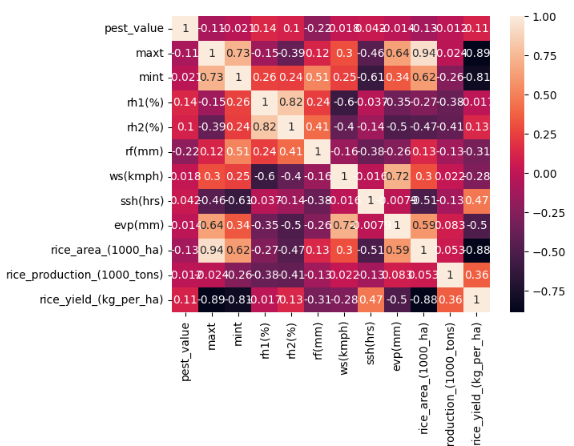 pest_value 1 -0.11 -0.021 0.14 0.1 -0.22 0.018 0.042 -0.014 -0.13 -0.012 0.11
maxt -0.11 1 0.73 -0.15 -0.39 0.12 0.3 -0.46 0.64 0.94 0.024 -0.89
mint -0.021 0.73 1 0.26 0.24 0.51 0.25 -0.61 0.34 0.62 -0.26 -0.81
rh1(%) 0.14 -0.15 0.26 1 0.82 0.24 -0.6 -0.037 -0.35 -0.27 -0.38 0.017
rh2(%) 0.1 -0.39 0.24 0.82 1 0.41 -0.4 -0.14 -0.5 -0.47 -0.41 0.13
rf(mm) -0.22 0.12 0.51 0.24 0.41 1 -0.16 -0.38 -0.26 0.13 -0.13 -0.31
ws(kmph) 0.018 0.3 0.25 -0.6 -0.4 -0.16 1 0.72 0.3 0.022 -0.28
ssh(hrs) 0.042 -0.46 -0.61 0.037 -0.14 -0.38 1 -0.51 -0.13 0.47
evp(mm) -0.014 0.64 0.34 -0.35 -0.5 -0.26 0.72 1 0.59 0.083 -0.5
rice_area_(1000_ha) -0.13 0.94 0.62 -0.27 -0.47 0.13 0.3 -0.51 0.59 1 0.053 -0.88
rice_production_(1000_tons) 0.024 -0.26 -0.38 -0.41 -0.13 0.022 -0.13 0.083 0.053 1 0.36
rice_yield_(kg_per_ha) 0.11 -0.89 -0.81 0.017 0.13 -0.31 -0.28 0.47 -0.5 -0.88 0.36 1
pest_value
maxt
mint
rh1(%)
rh2(%)
rf(mm)
ws(kmph)
ssh(hrs)
evp(mm)
rice_area_(1000_ha)
roduction_(1000_tons)
rice_yield_(kg_per_ha)
1.00
0.75
0.50
0.25
0.00
−0.25
−0.50
−0.75